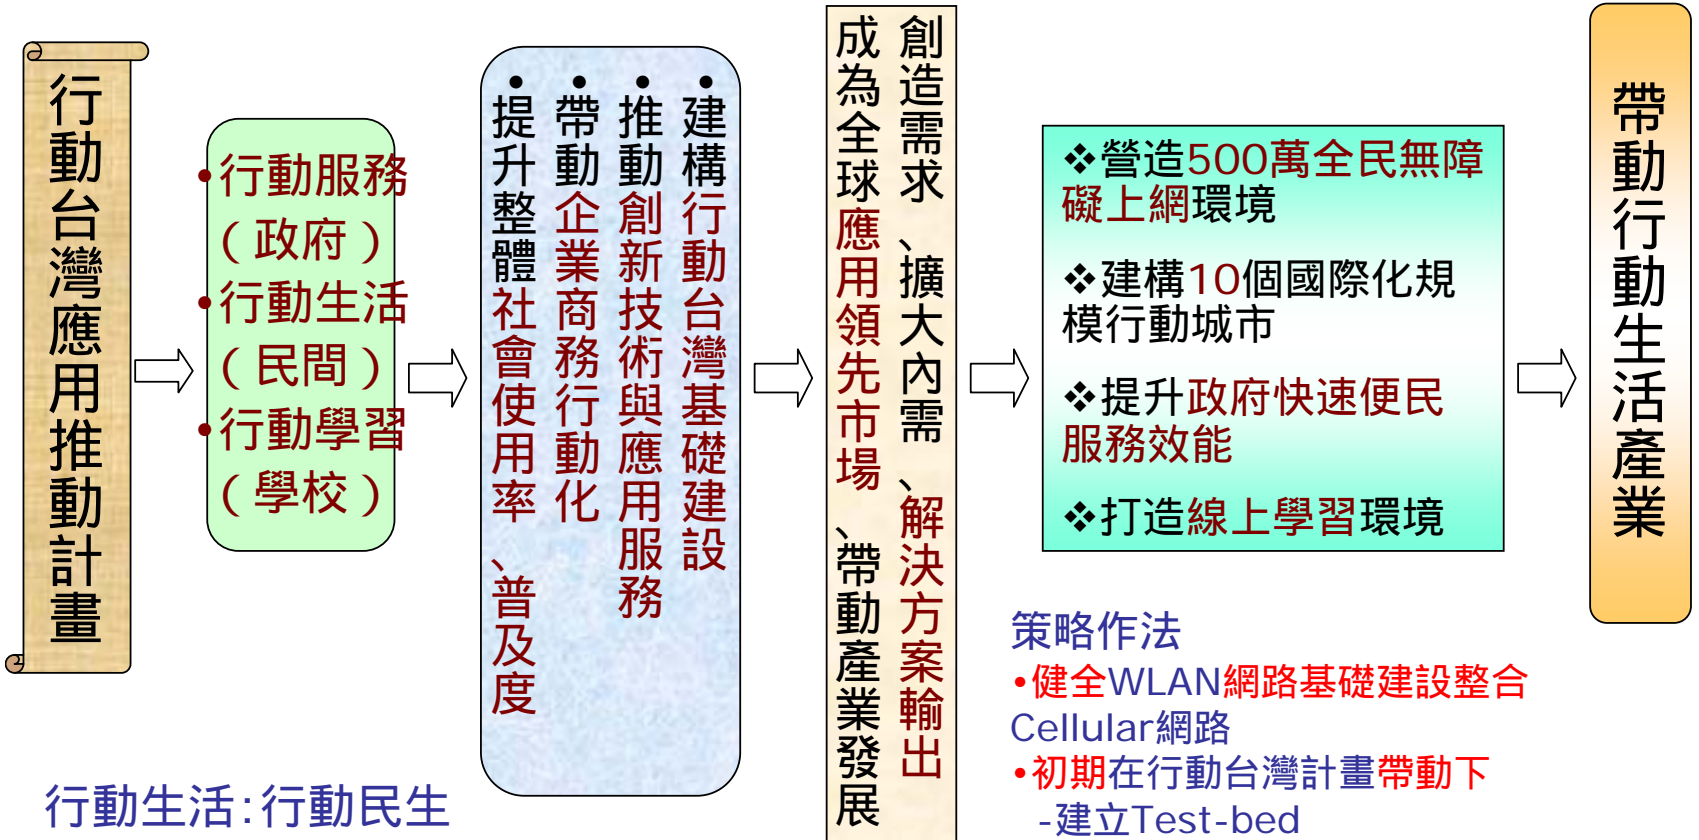 行動台灣應用推動計畫
•行動服務
(政府)
•行動生活
(民間)
•行動學習
(學校)
•建構行動台灣基礎建設
•推動創新技術與應用服務
•帶動企業商務行動化
•提升整體社會使用率、普及度
創造需求、擴大內需、解決方案輸出
成為全球應用領先市場、帶動產業發展
❖營造500萬全民無障
礙上網環境
❖建構10個國際化規
模行動城市
❖提升政府快速便民
服務效能
❖打造線上學習環境
帶動行動生活產業
策略作法
•健全WLAN網路基礎建設整合
Cellular網路
•初期在行動台灣計畫帶動下
-建立Test-bed
行動生活:行動民生